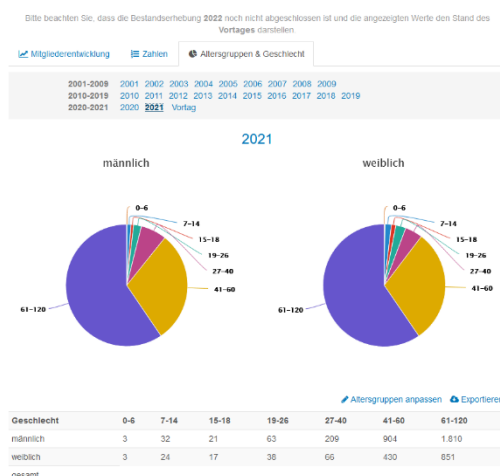 Bitte beachten Sie, dass die Bestandserhebung 2022 noch nicht abgeschlossen ist und die angezeigten Werte den Stand des
Vortages darstellen.
Mitgliederentwicklung Zahlen Altersgruppen & Geschlecht
2001-2009 2001 2002 2003 2004 2005 2006 2007 2008 2009
2010-2019 2010 2011 2012 2013 2014 2015 2016 2017 2018 2019
2020-2021 2020 2021 Vortag
2021
männlich weiblich
0-6 0-6
7-14 7-14
15-18 15-18
19-26 19-26
27-40 27-40
41-60 41-60
61-120 61-120
Altersgruppen anpassen Exportieren
Geschlecht 0-6 7-14 15-18 19-26 27-40 41-60 61-120
männlich 3 32 21 63 209 904 1.810
weiblich 3 24 17 38 66 430 851
gesamt